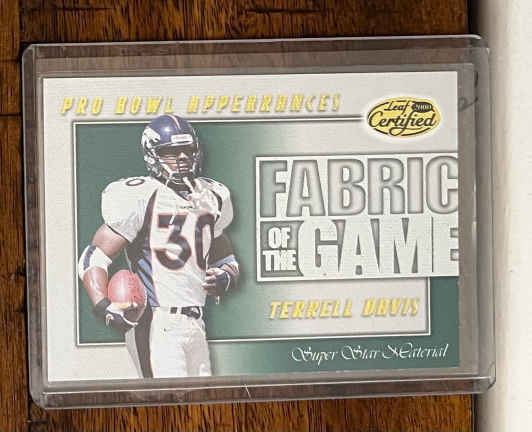 PRO BOWL APPEARANCES
Leaf 2000
Certified
FABRIC
OF THE GAME
30
TERRELL DAVIS
Super Star Material